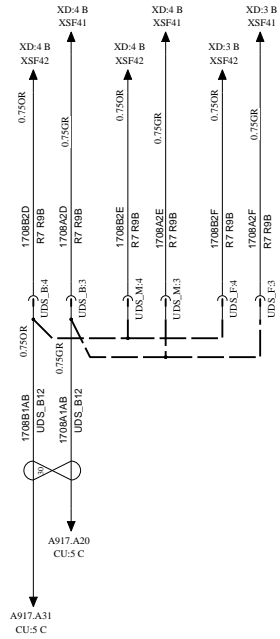 XD:4 B
XSF42
XD:4 B
XSF41
XD:4 B
XSF42
XD:4 B
XSF41
XD:3 B
XSF42
XD:3 B
XSF41
0.75OR
0.75GR
0.75OR
0.75GR
0.75OR
0.75GR
1708B2D
R7 R9B
1708A2D
R7 R9B
1708B2E
R7 R9B
1708A2E
R7 R9B
1708B2F
R7 R9B
1708A2F
R7 R9B
UDS_B:4
UDS_B:3
UDS_M:4
UDS_M:3
UDS_F:4
UDS_F:3
0.75OR
0.75GR
1708B1AB
UDS_B12
1708A1AB
UDS_B12
30
A917.A20
CU:5 C
A917.A31
CU:5 C